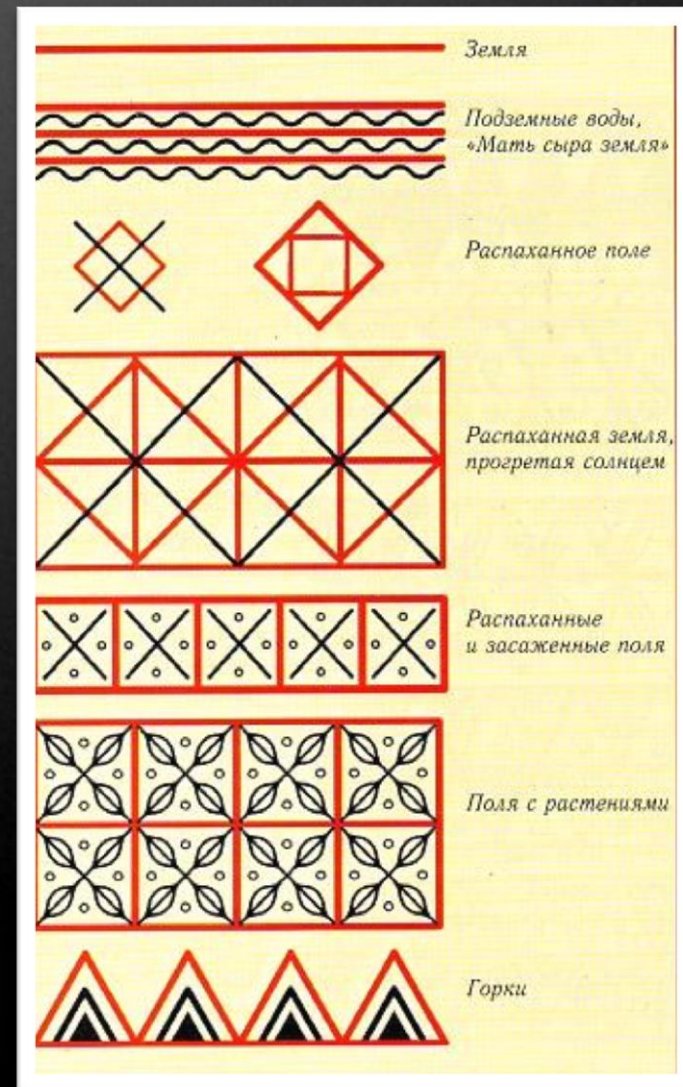 Земля
Подземные воды,
«Мать сыра земля»
Распаханное поле
Распаханная земля,
прогретая солнцем
Распаханные
и засаженные поля
Поля с растениями
Горки